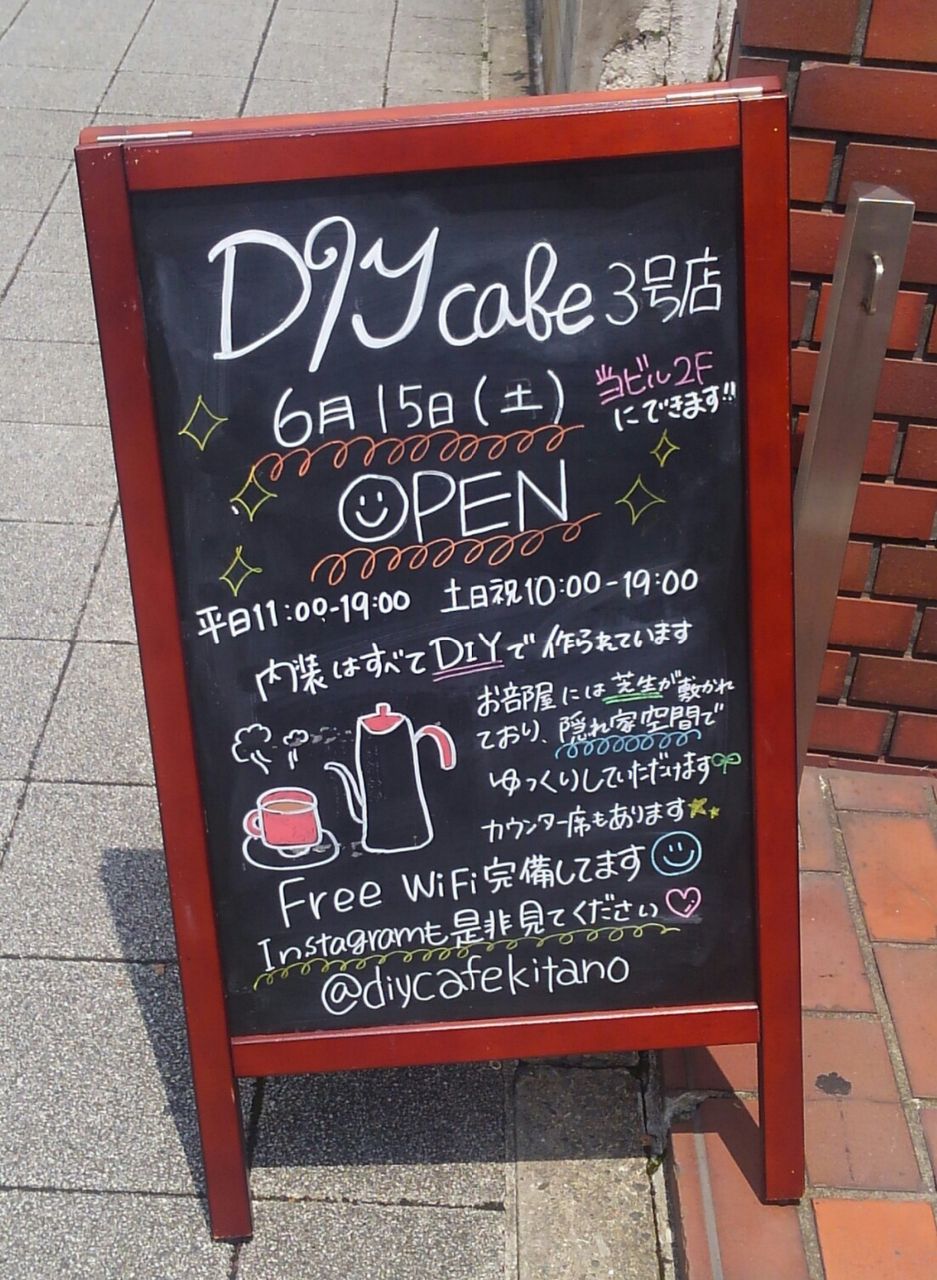 DIY cafe 3号店
当ビル2F
にできます!!
6月15日(土)
OPEN
平日11:00-19:00 土日祝10:00-19:00
内装はすべてDIYで作られています
お部屋には芝生が敷かれ
ており、隠れ家空間で
ゆっくりしていただけます
カウンター席もあります
Free WiFi完備してます
Instagramも是非見てください
@diycafekitano